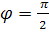 φ = π/2